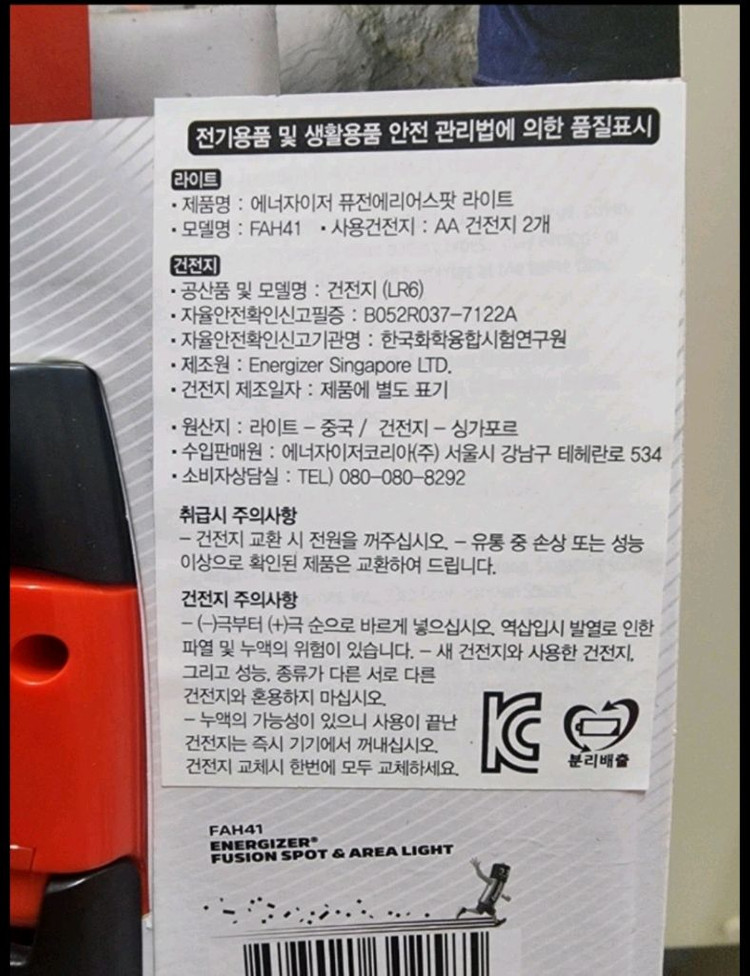 전기용품 및 생활용품 안전 관리법에 의한 품질표시
라이트
· 제품명 : 에너자이저 퓨전에리어스팟 라이트
· 모델명 : FAH41 · 사용건전지 : AA 건전지 2개
건전지
· 공산품 및 모델명 : 건전지 (LR6)
· 자율안전확인신고필증 : B052R037-7122A
· 자율안전확인신고기관명 : 한국화학융합시험연구원
· 제조원 : Energizer Singapore LTD.
· 건전지 제조일자 : 제품에 별도 표기
· 원산지 : 라이트 – 중국 / 건전지 – 싱가포르
· 수입판매원 : 에너자이저코리아(주) 서울시 강남구 테헤란로 534
· 소비자상담실 : TEL) 080-080-8292
취급시 주의사항
– 건전지 교환 시 전원을 꺼주십시오. – 유통 중 손상 또는 성능
이상으로 확인된 제품은 교환하여 드립니다.
건전지 주의사항
– (–)극부터 (+)극 순으로 바르게 넣으십시오. 역삽입시 발열로 인한
파열 및 누액의 위험이 있습니다. – 새 건전지와 사용한 건전지,
그리고 성능, 종류가 다른 서로 다른
건전지와 혼용하지 마십시오.
– 누액의 가능성이 있으니 사용이 끝난
건전지는 즉시 기기에서 꺼내십시오.
건전지 교체시 한번에 모두 교체하세요.
KC
분리배출
FAH41
ENERGIZER®
FUSION SPOT & AREA LIGHT